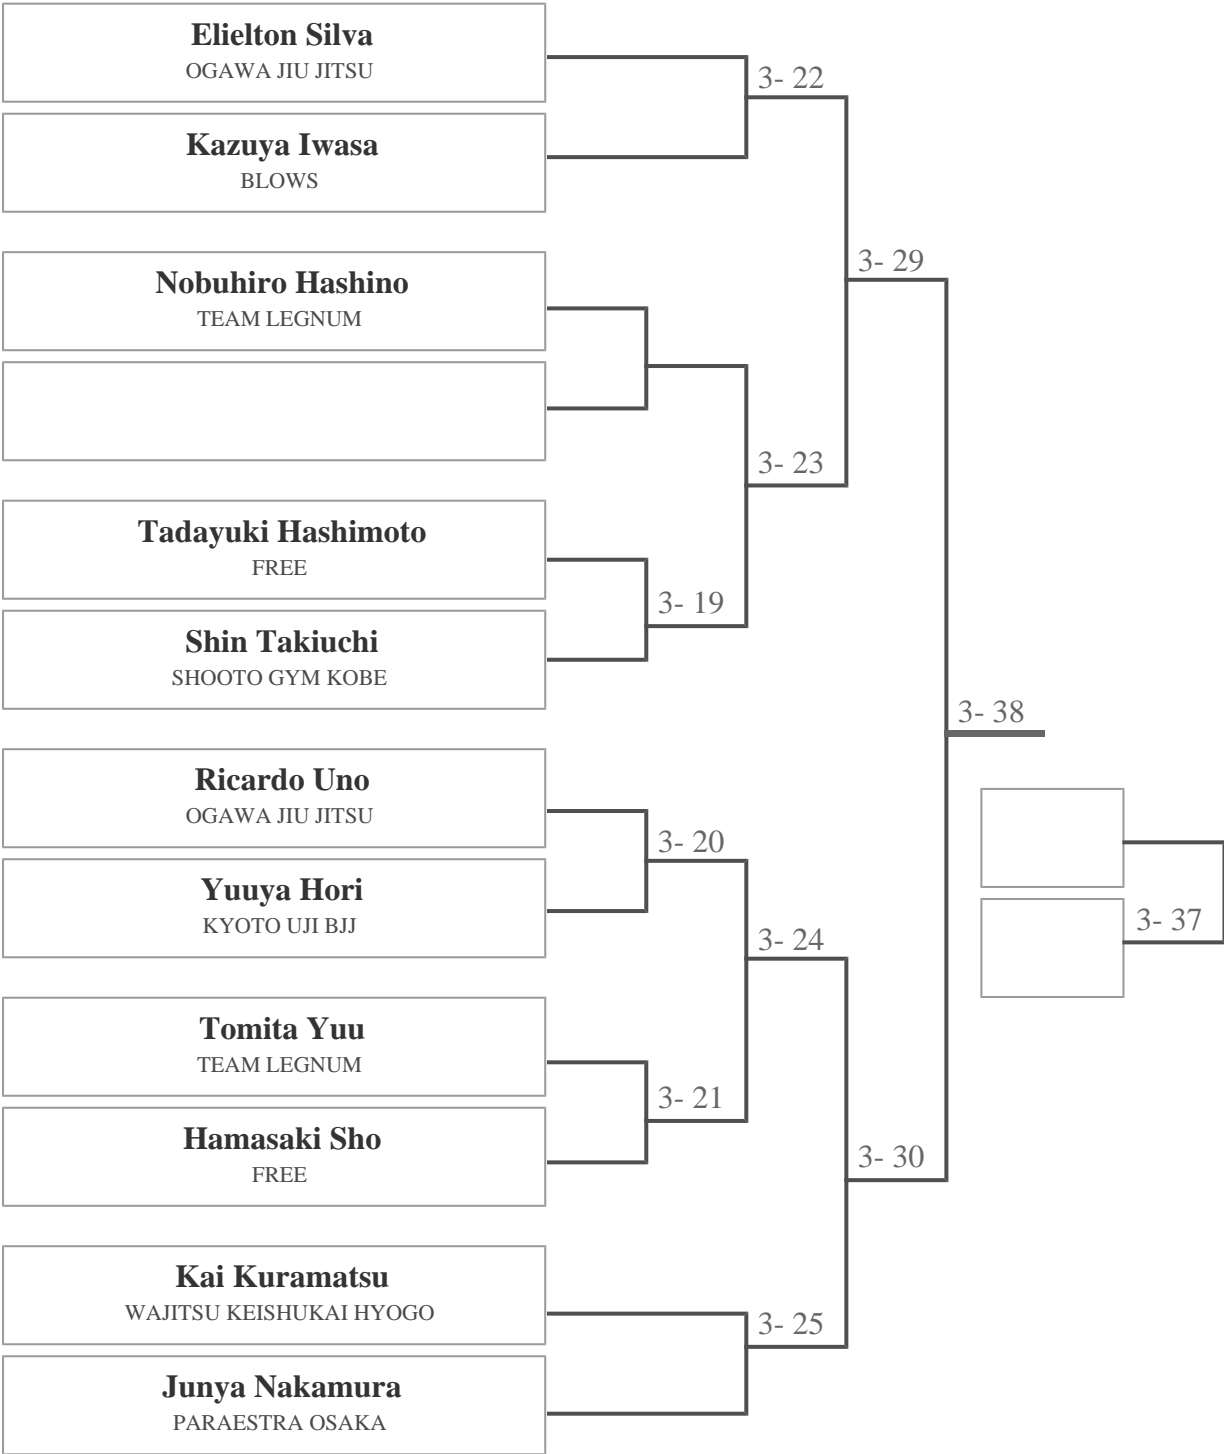 Elielton Silva
OGAWA JIU JITSU
3- 22
Kazuya Iwasa
BLOWS
3- 29
Nobuhiro Hashino
TEAM LEGNUM
3- 23
Tadayuki Hashimoto
FREE
3- 19
Shin Takiuchi
SHOOTO GYM KOBE
3- 38
Ricardo Uno
OGAWA JIU JITSU
3- 20
Yuuya Hori
KYOTO UJI BJJ
3- 37
3- 24
Tomita Yuu
TEAM LEGNUM
3- 21
Hamasaki Sho
FREE
3- 30
Kai Kuramatsu
WAJITSU KEISHUKAI HYOGO
3- 25
Junya Nakamura
PARAESTRA OSAKA